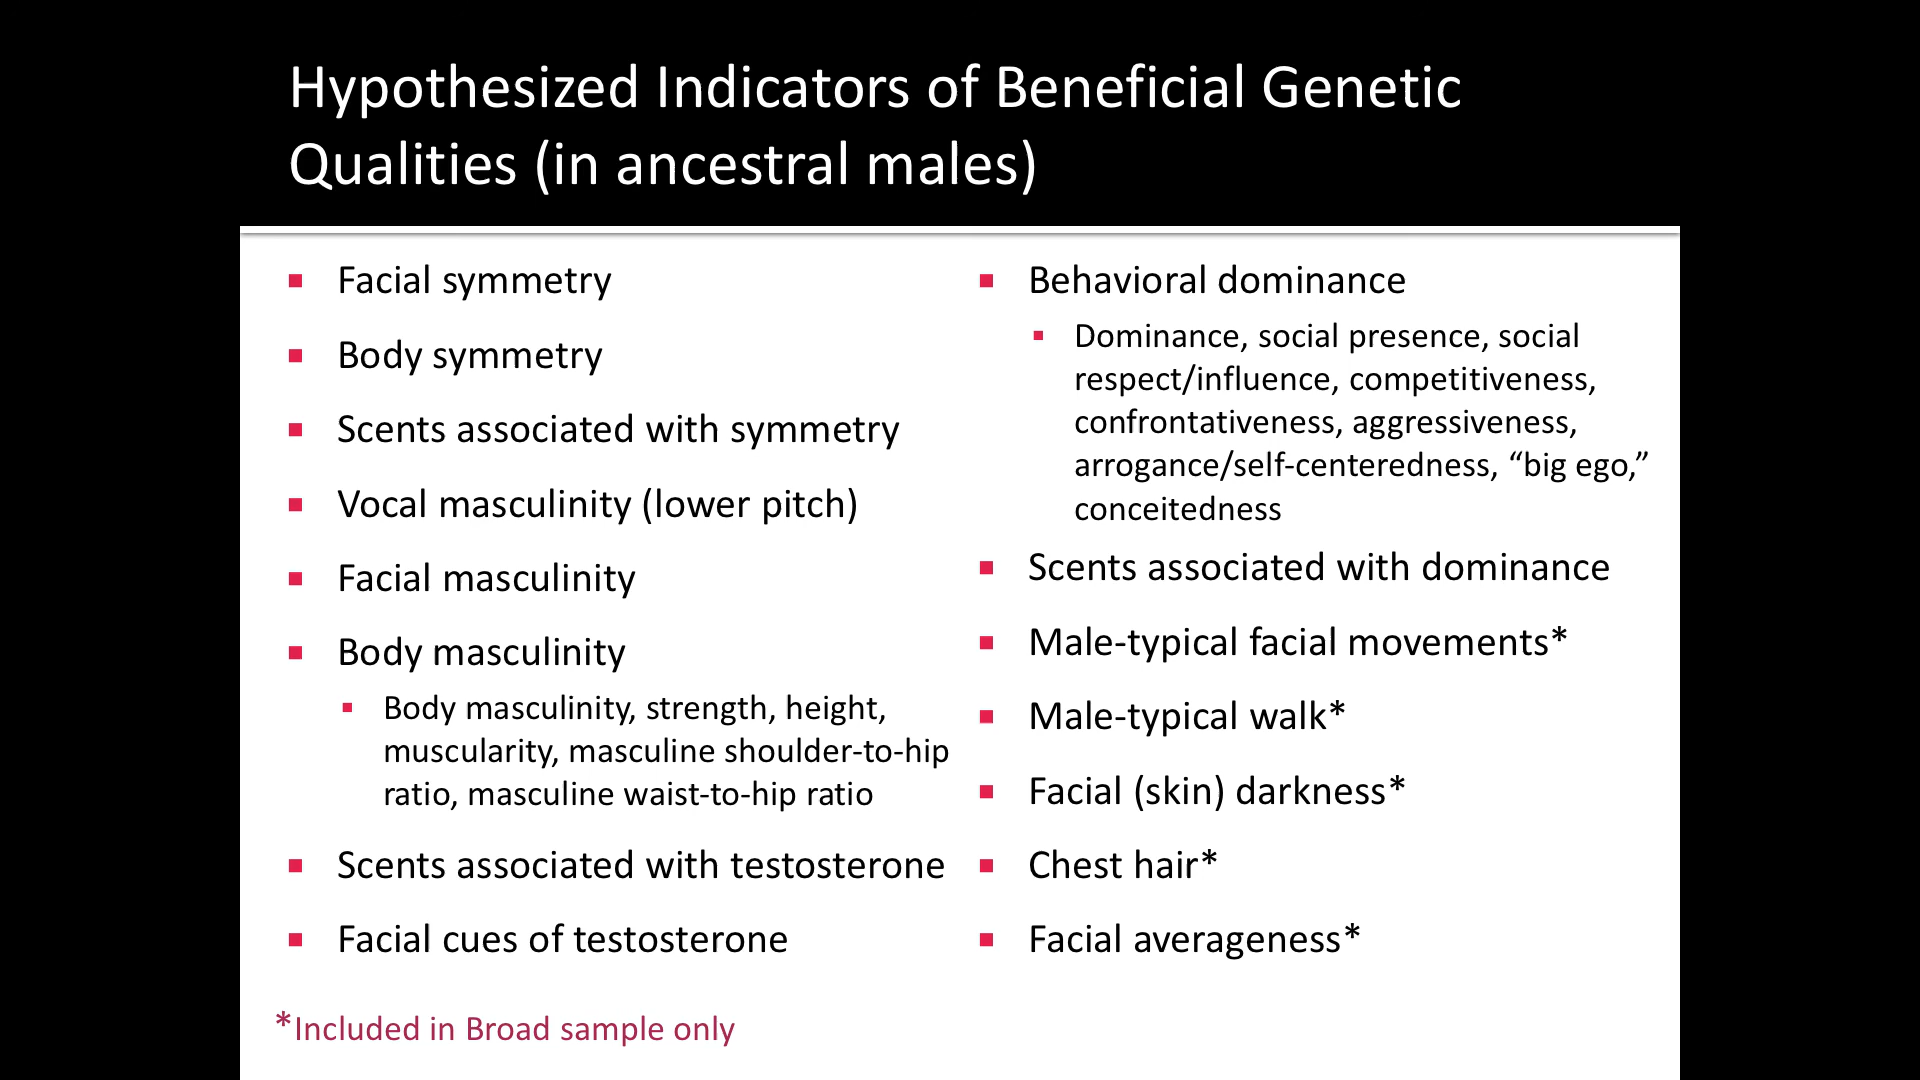 Hypothesized Indicators of Beneficial Genetic
Qualities (in ancestral males)
Facial symmetry
Body symmetry
Scents associated with symmetry
Vocal masculinity (lower pitch)
Facial masculinity
Body masculinity
Body masculinity, strength, height,
muscularity, masculine shoulder-to-hip
ratio, masculine waist-to-hip ratio
Scents associated with testosterone
Facial cues of testosterone
Behavioral dominance
Dominance, social presence, social
respect/influence, competitiveness,
confrontativeness, aggressiveness,
arrogance/self-centeredness, “big ego,”
conceitedness
Scents associated with dominance
Male-typical facial movements*
Male-typical walk*
Facial (skin) darkness*
Chest hair*
Facial averageness*
*Included in Broad sample only